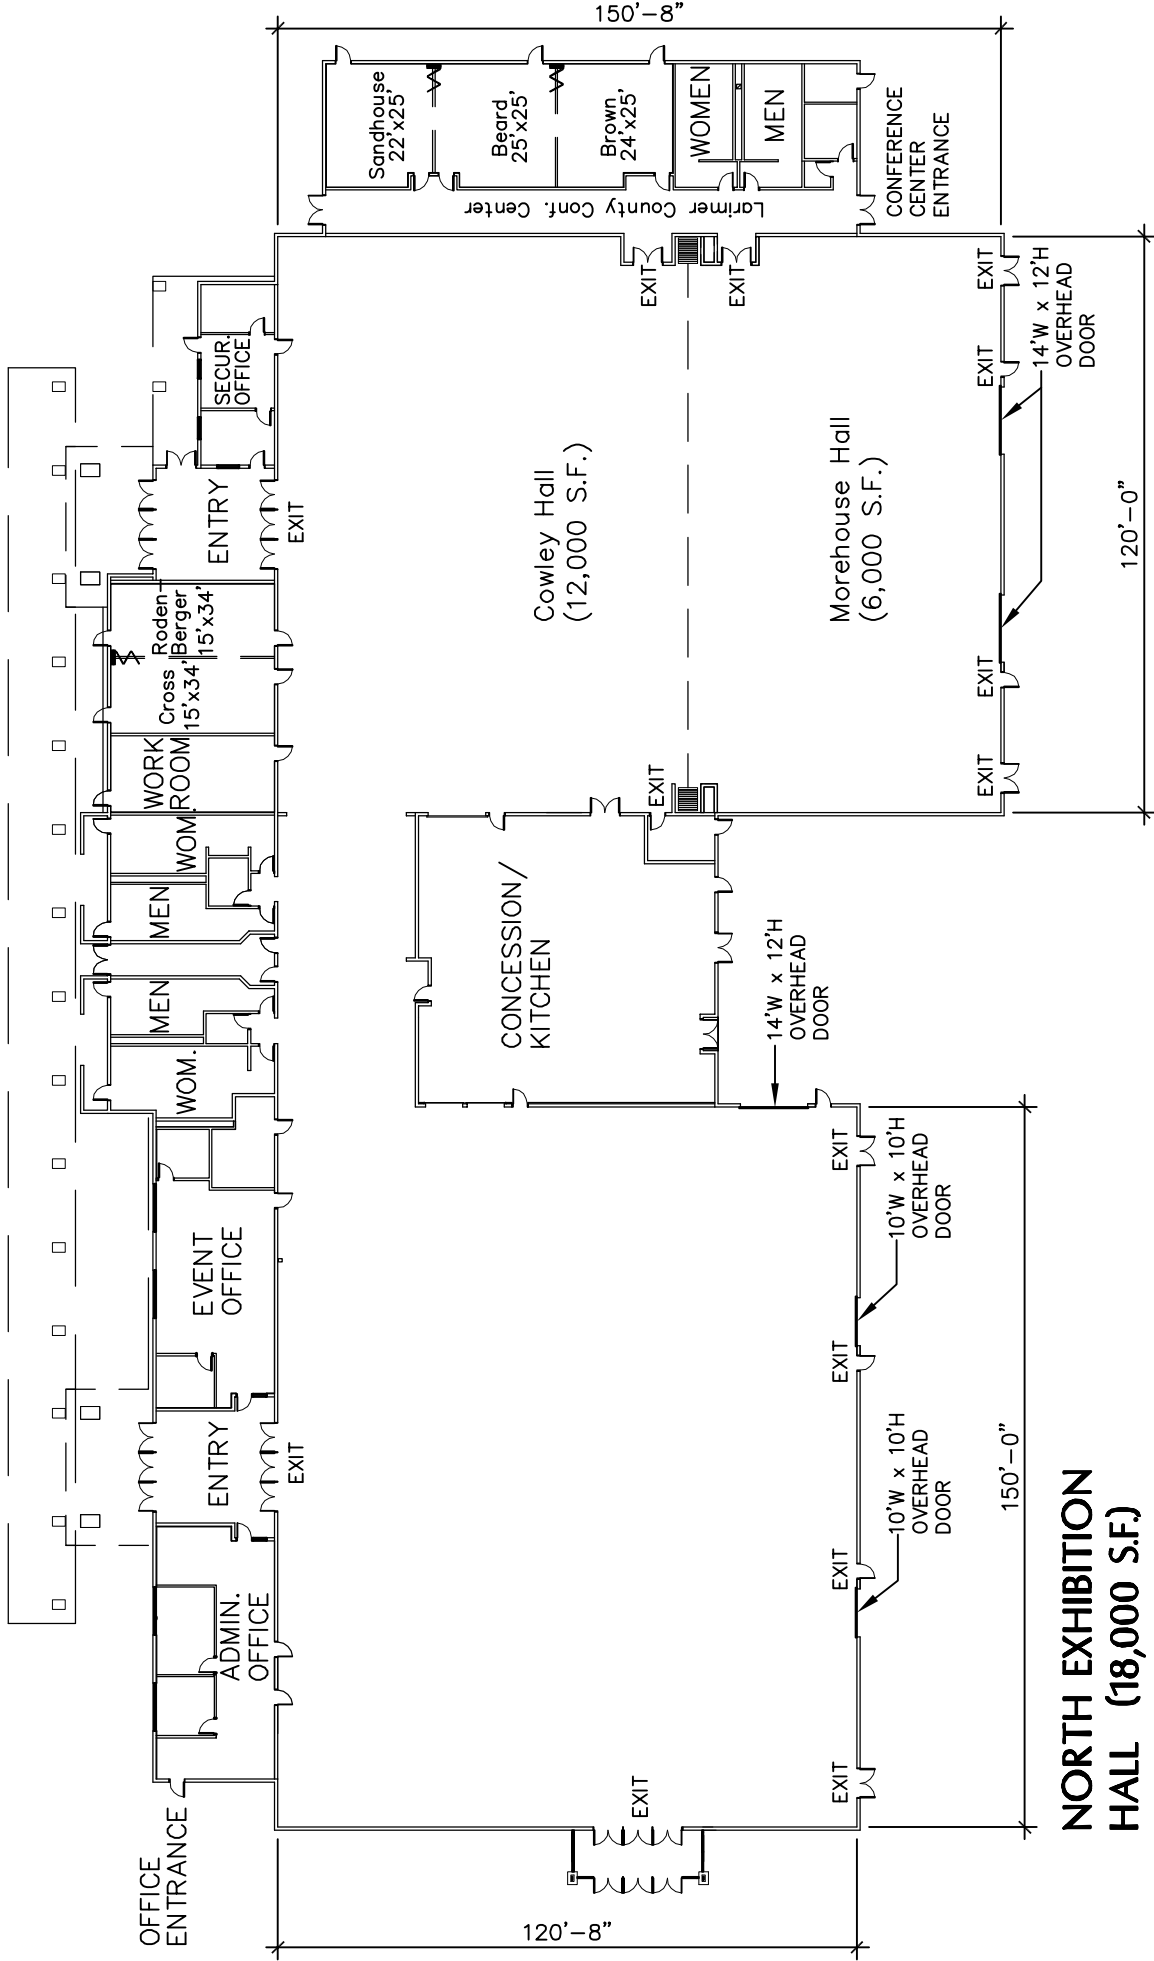 150'-8"
Sandhouse
22'x25'
Beard
25'x25'
Brown
24'x25'
WOMEN
MEN
CONFERENCE
CENTER
ENTRANCE
Larimer County Conf. Center
EXIT
EXIT
EXIT
14'W x 12'H
OVERHEAD
DOOR
EXIT
SECUR.
OFFICE
ENTRY
EXIT
Cowley Hall
(12,000 S.F.)
Morehouse Hall
(6,000 S.F.)
120'-0"
Roden-
Berger
15'x34'
Cross
15'x34'
WORK
ROOM
EXIT
EXIT
EXIT
WOM.
MEN
MEN
WOM.
CONCESSION/
KITCHEN
14'W x 12'H
OVERHEAD
DOOR
EVENT
OFFICE
EXIT
10'W x 10'H
OVERHEAD
DOOR
EXIT
ENTRY
EXIT
10'W x 10'H
OVERHEAD
DOOR
150'-0"
EXIT
ADMIN.
OFFICE
EXIT
EXIT
OFFICE
ENTRANCE
120'-8"
NORTH EXHIBITION
HALL (18,000 S.F.)